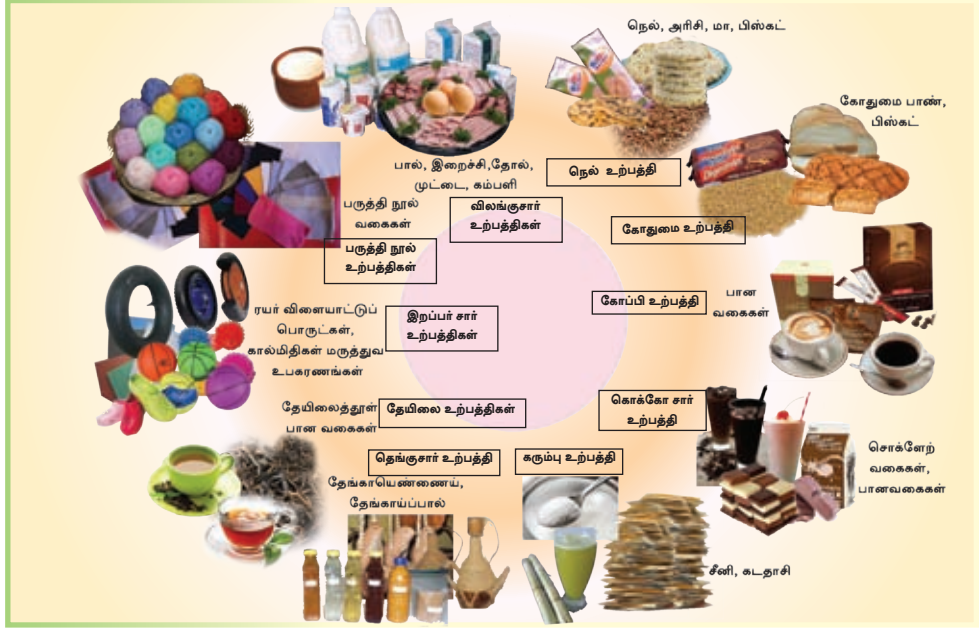 நெல், அரிசி, மா, பிஸ்கட்
கோதுமை பாண்,
பிஸ்கட்
பால், இறைச்சி,தோல்,
முட்டை, கம்பளி
நெல் உற்பத்தி
பருத்தி நூல்
வகைகள்
விலங்குசார்
உற்பத்திகள்
கோதுமை உற்பத்தி
பருத்தி நூல்
உற்பத்திகள்
கோப்பி உற்பத்தி
பான
வகைகள்
ரயர் விளையாட்டுப்
பொருட்கள்,
கால்மிதிகள் மருத்துவ
உபகரணங்கள்
இறப்பர் சார்
உற்பத்திகள்
கொக்கோ சார்
உற்பத்தி
தேயிலைத்தூள்
பான வகைகள்
தேயிலை உற்பத்திகள்
சொக்ளேற்
வகைகள்,
பானவகைகள்
தெங்குசார் உற்பத்தி
கரும்பு உற்பத்தி
தேங்காயெண்ணெய்,
தேங்காய்ப்பால்
சீனி, கடதாசி